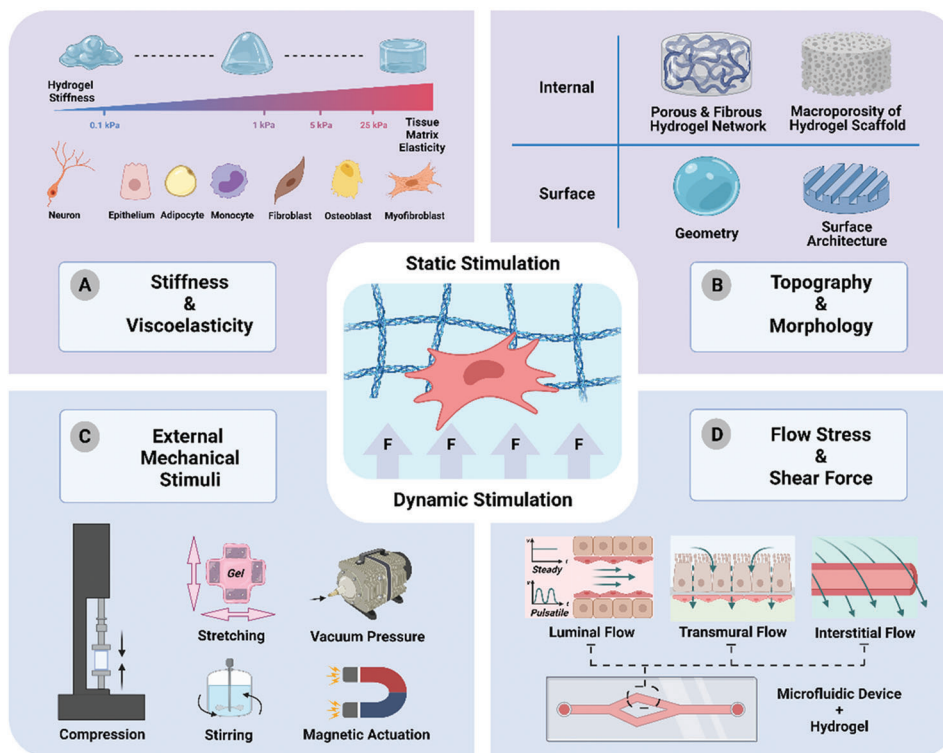 Hydrogel
Stiffness
0.1 kPa
1 kPa
5 kPa
25 kPa
Tissue
Matrix
Elasticity
Neuron
Epithelium
Adipocyte
Monocyte
Fibroblast
Osteoblast
Myofibroblast
A
Stiffness
&
Viscoelasticity
Internal
Porous & Fibrous
Hydrogel Network
Macroporosity of
Hydrogel Scaffold
Surface
Geometry
Surface
Architecture
B
Topography
&
Morphology
Static Stimulation
F
F
F
F
Dynamic Stimulation
C
External
Mechanical
Stimuli
Compression
Gel
Stretching
Vacuum Pressure
Stirring
Magnetic Actuation
D
Flow Stress
&
Shear Force
v
Steady
t
v
Pulsatile
t
Luminal Flow
Transmural Flow
Interstitial Flow
Microfluidic Device
+
Hydrogel